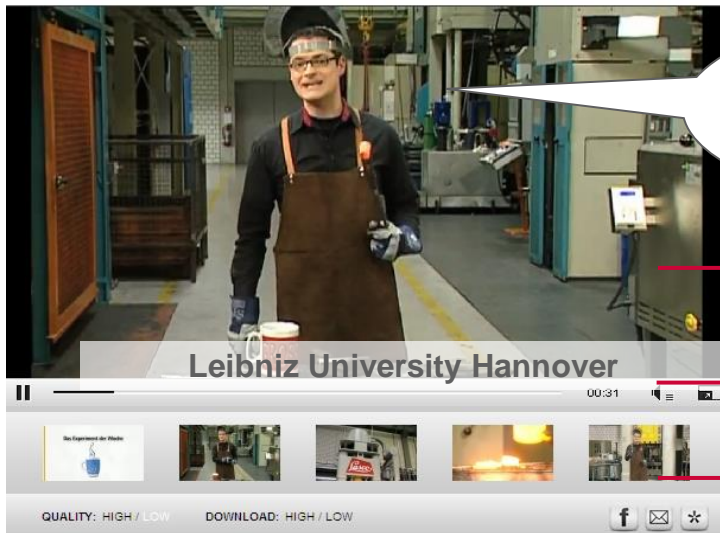 Leibniz University Hannover
00:31
Das Experiment der Woche
QUALITY: HIGH / LOW
DOWNLOAD: HIGH / LOW
f